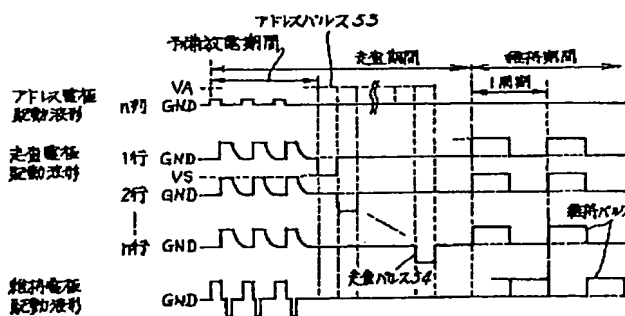 アドレスパルス53
予備放電期間
走査期間
維持期間
1周期
VA
アドレス電極
駆動波形
n列
GND
走査電極
駆動波形
1行
GND
VS
2行
GND
行
GND
走査パルス54
維持パルス
維持電極
駆動波形
GND